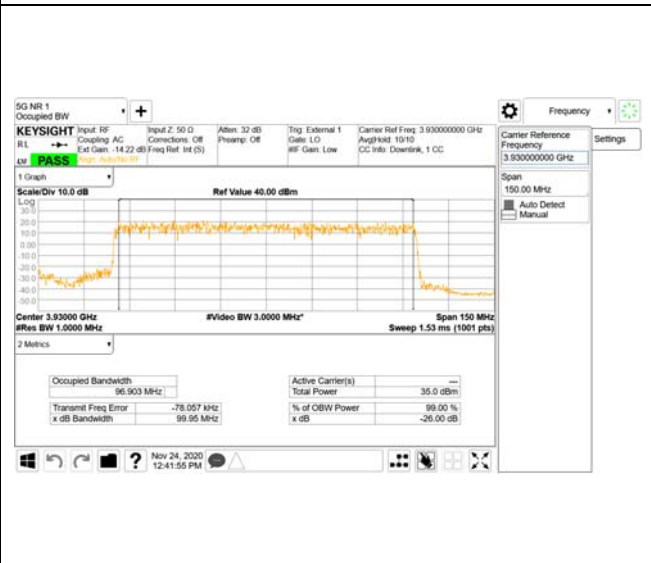 5G NR 1
Occupied BW
Frequency
KEYSIGHT
Input: RF
Input Z: 50 Ω
Atten: 32 dB
Trig: External 1
Carrier Ref Freq: 3.930000000 GHz
RL
Coupling: AC
Corrections: Off
Preamp: Off
Gate: LO
Avg|Hold: 10/10
Ext Gain: -14.22 dB
Freq Ref: Int (S)
#IF Gain: Low
CC Info: Downlink, 1 CC
PASS
Align: Auto/No RF
Carrier Reference
Frequency
3.930000000 GHz
Settings
Span
150.00 MHz
Auto Detect
Manual
1 Graph
Scale/Div 10.0 dB
Ref Value 40.00 dBm
Log
30.0
20.0
10.0
0.00
-10.0
-20.0
-30.0
-40.0
-50.0
Center 3.93000 GHz
#Video BW 3.0000 MHz*
Span 150 MHz
#Res BW 1.0000 MHz
Sweep 1.53 ms (1001 pts)
2 Metrics
Occupied Bandwidth
96.903 MHz
Active Carrier(s)
---
Total Power
35.0 dBm
Transmit Freq Error
-78.057 kHz
% of OBW Power
99.00 %
x dB Bandwidth
99.95 MHz
x dB
-26.00 dB
?
Nov 24, 2020
12:41:55 PM